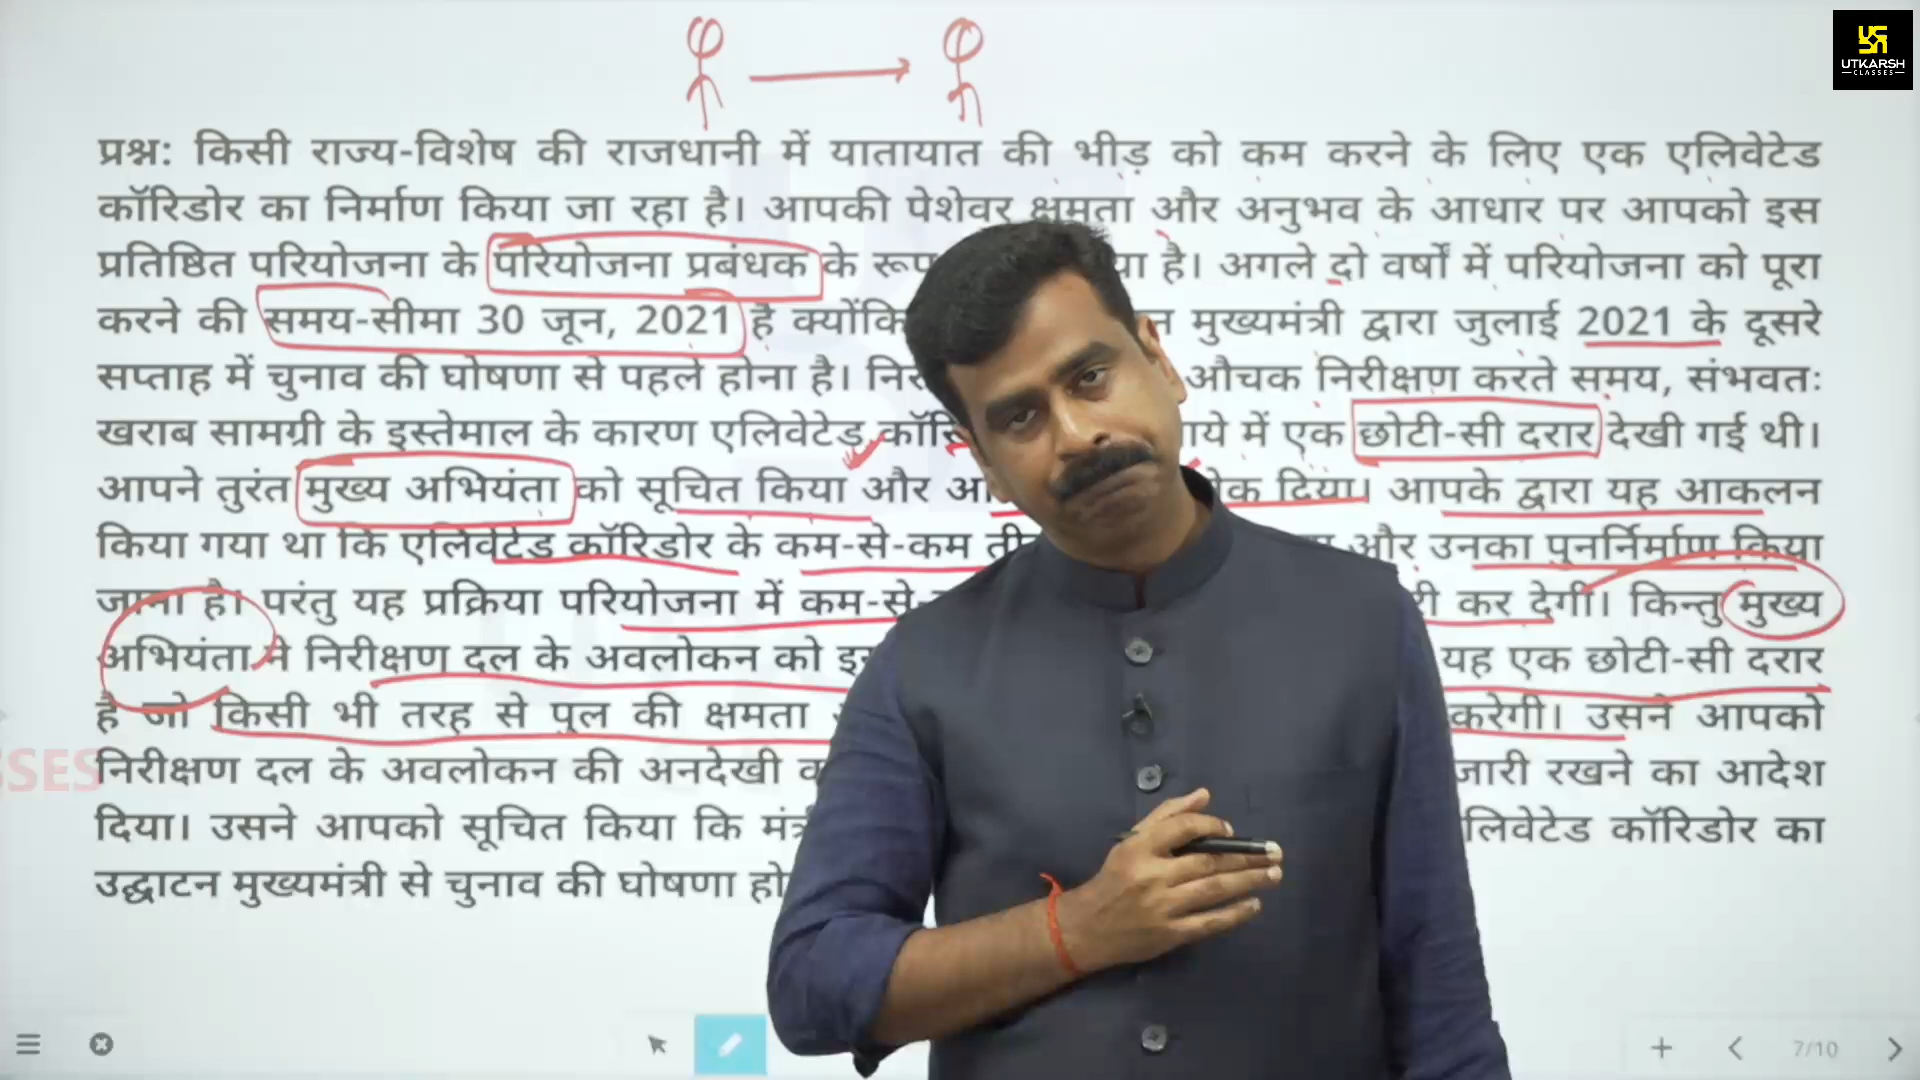 UTKARSH
CLASSES
प्रश्न: किसी राज्य-विशेष की राजधानी में यातायात की भीड़ को कम करने के लिए एक एलिवेटेड
कॉरिडोर का निर्माण किया जा रहा है। आपकी पेशेवर क्षमता और अनुभव के आधार पर आपको इस
प्रतिष्ठित परियोजना के परियोजना प्रबंधक के है। अगले दो वर्षों में परियोजना को पूरा
करने की समय-सीमा 30 जून, 2021 है क्योंकि मुख्यमंत्री द्वारा जुलाई 2021 के दूसरे
सप्ताह में चुनाव की घोषणा से पहले होना है। औचक निरीक्षण करते समय, संभवतः
खराब सामग्री के इस्तेमाल के कारण एलिवेटेड में एक छोटी-सी दरार देखी गई थी।
आपने तुरंत मुख्य अभियंता को सूचित किया और दिया। आपके द्वारा यह आकलन
किया गया था कि एलिवेटेड कॉरिडोर के कम-से-कम और उनका पुनर्निर्माण किया
जाना है। परंतु यह प्रक्रिया परियोजना में कम-से- कर देगी। किन्तु मुख्य
अभियंता ने निरीक्षण दल के अवलोकन को यह एक छोटी-सी दरार
है जो किसी भी तरह से पुल की क्षमता करेगी। उसने आपको
SSES निरीक्षण दल के अवलोकन की अनदेखी जारी रखने का आदेश
दिया। उसने आपको सूचित किया कि कॉरिडोर का
उद्घाटन मुख्यमंत्री से चुनाव की घोषणा
7/10